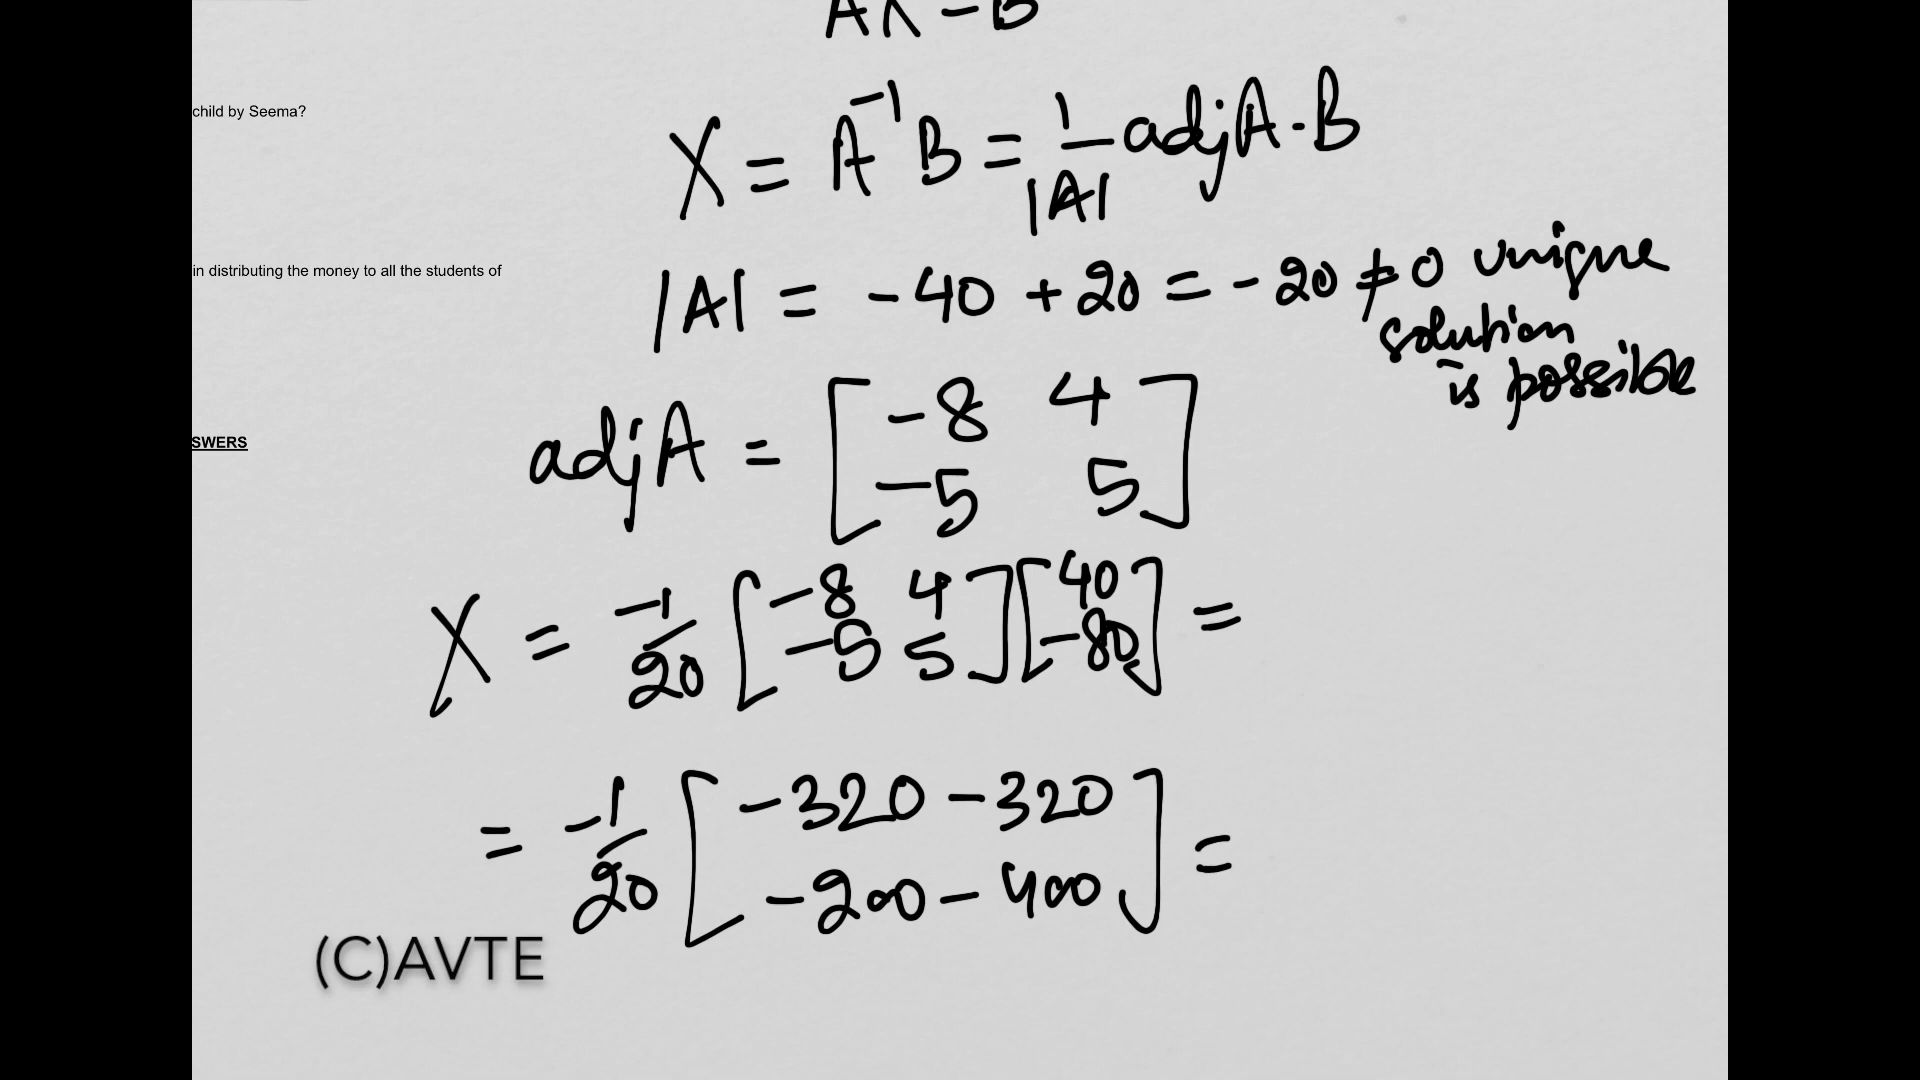 AX = B
child by Seema?
X = A⁻¹B = 1/|A| adjA·B
in distributing the money to all the students of
|A| = -40 + 20 = -20 ≠ 0 unique
solution
is possible
SWERS
adjA = [-8 4
-5 5]
X = -1/20 [-8 4
-5 5] [40
-80] =
= -1/20 [-320 - 320
-200 - 400] =
(C)AVTE